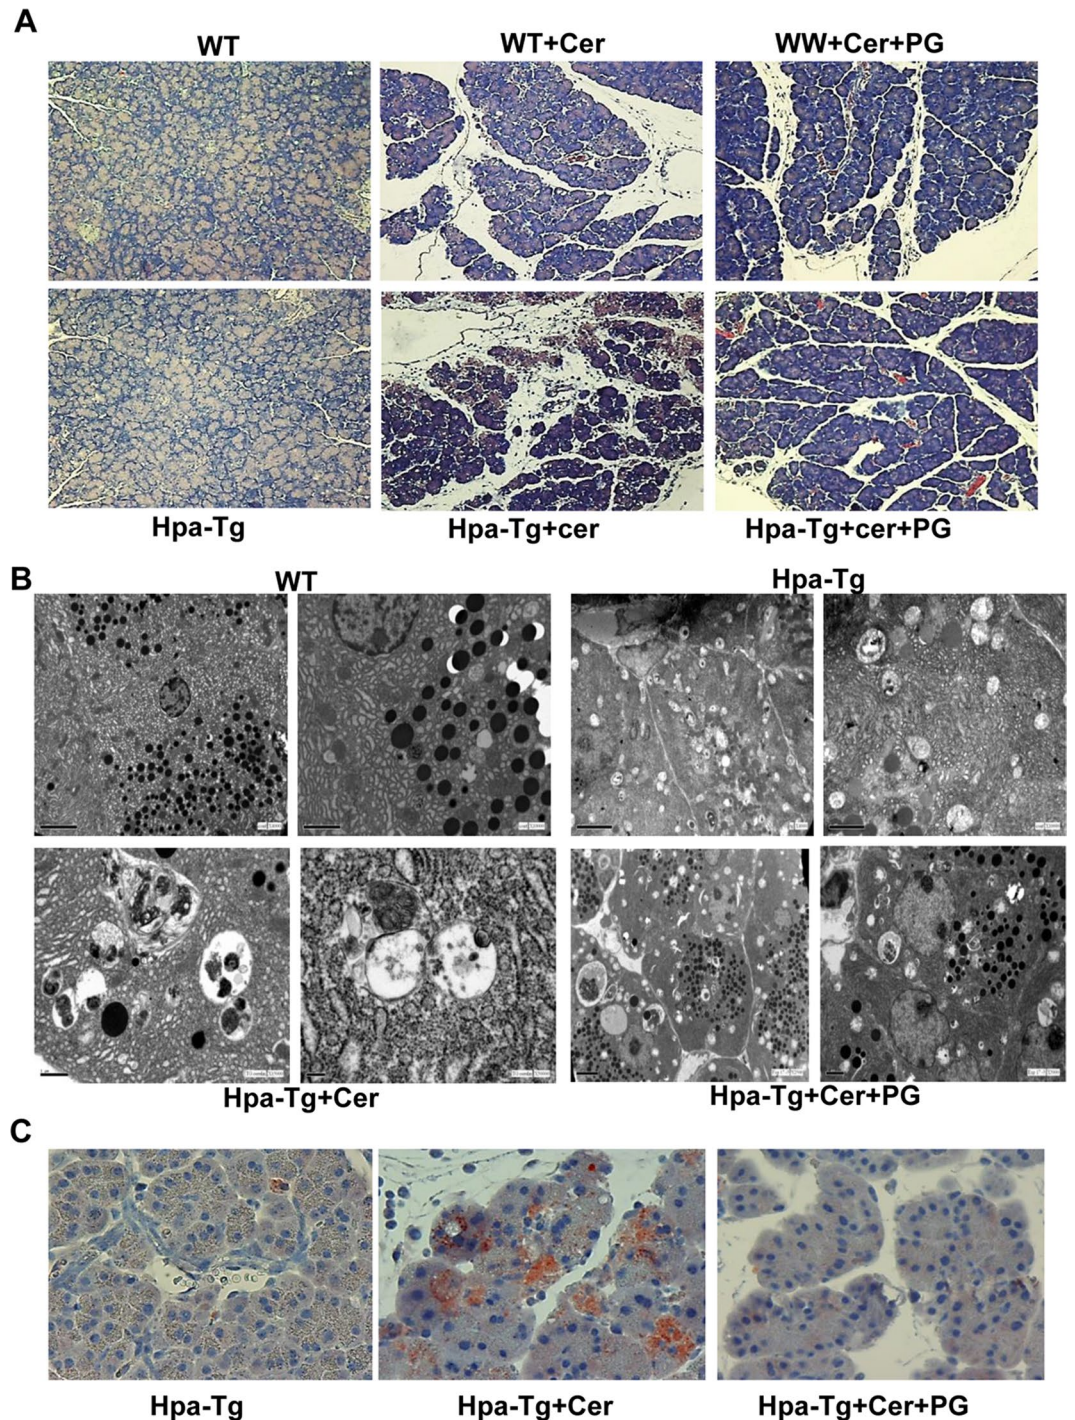 A
WT
WT+Cer
WW+Cer+PG
Hpa-Tg
Hpa-Tg+cer
Hpa-Tg+cer+PG
B
WT
Hpa-Tg
Hpa-Tg+Cer
Hpa-Tg+Cer+PG
C
Hpa-Tg
Hpa-Tg+Cer
Hpa-Tg+Cer+PG